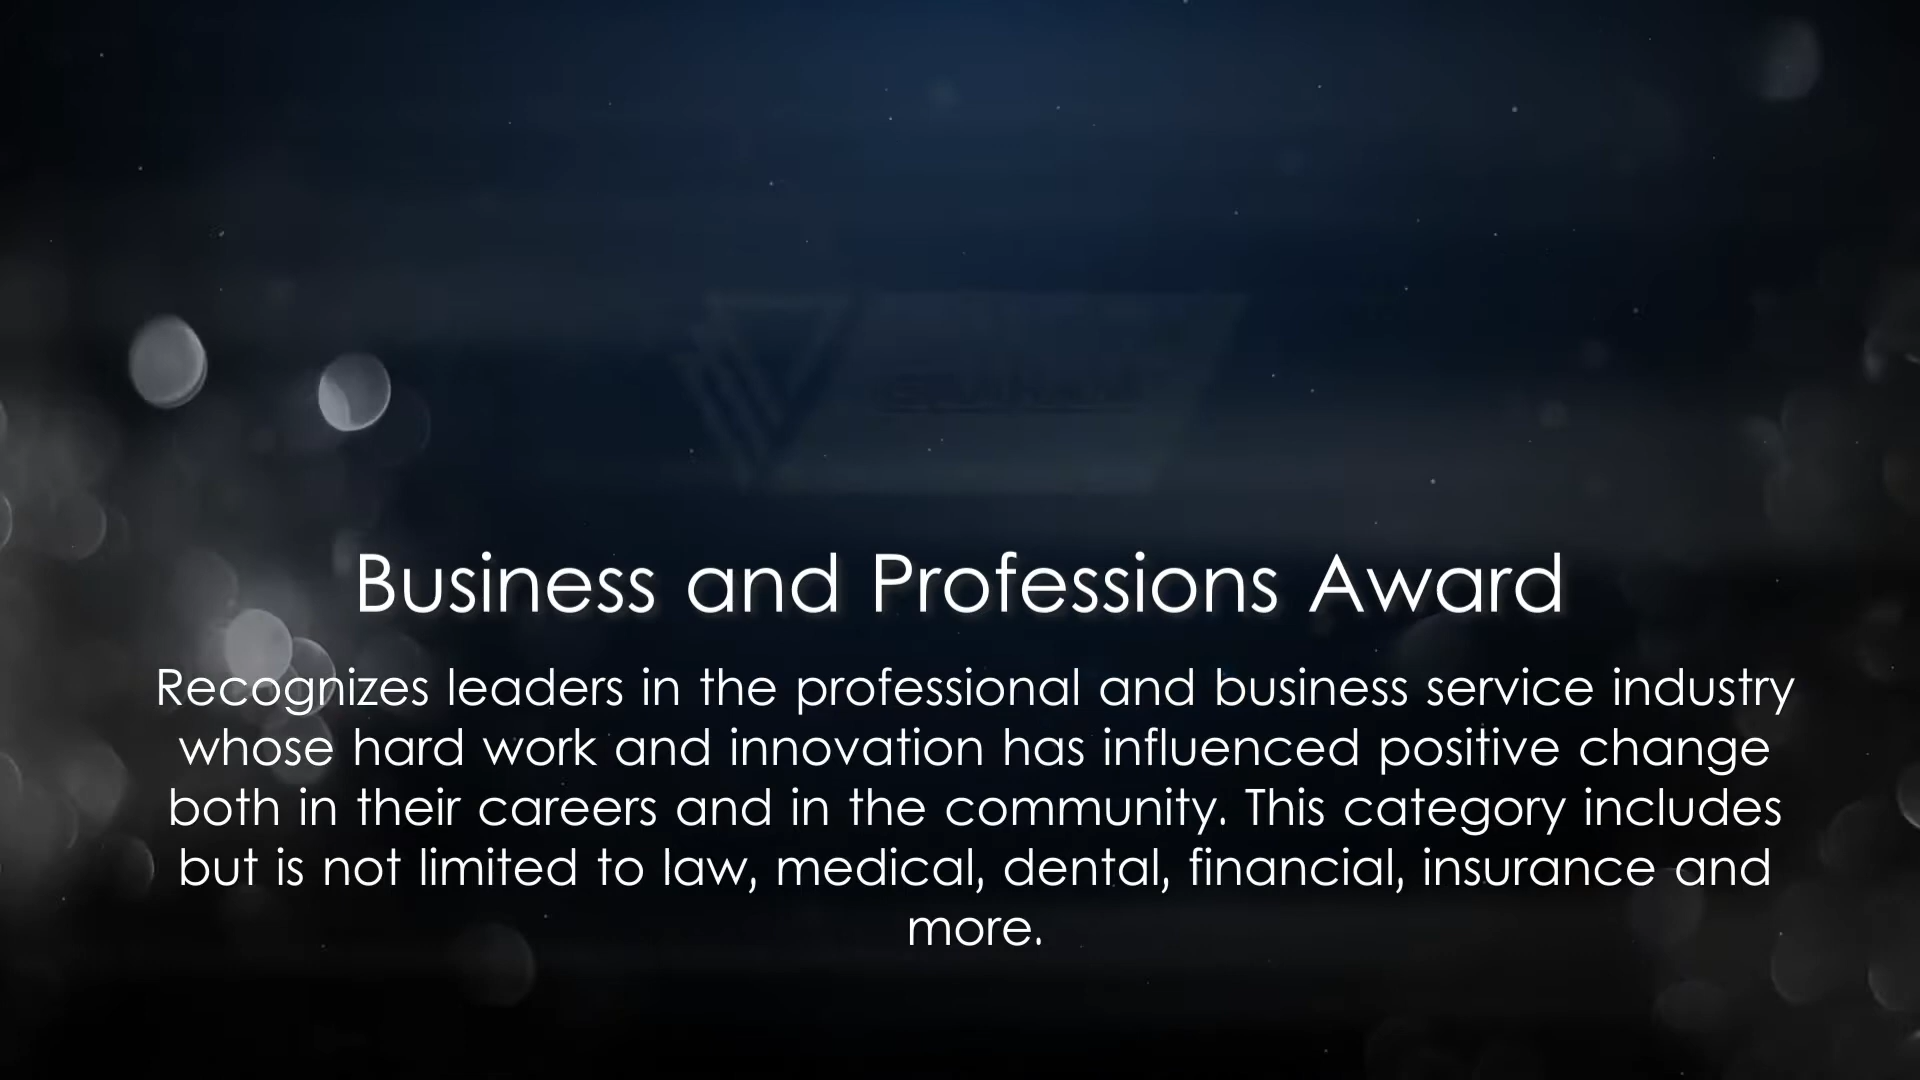 Business and Professions Award
Recognizes leaders in the professional and business service industry
whose hard work and innovation has influenced positive change
both in their careers and in the community. This category includes
but is not limited to law, medical, dental, financial, insurance and
more.